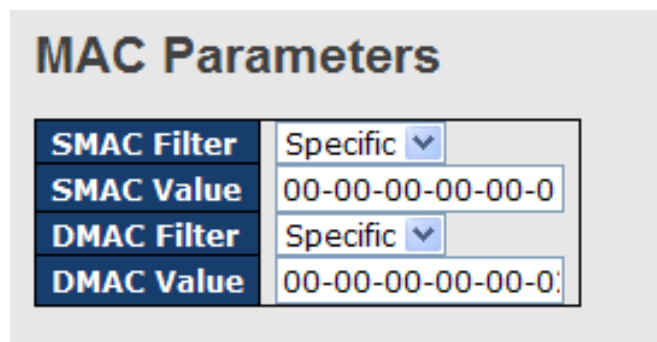 MAC Parameters
SMAC Filter Specific
SMAC Value 00-00-00-00-00-0
DMAC Filter Specific
DMAC Value 00-00-00-00-00-0